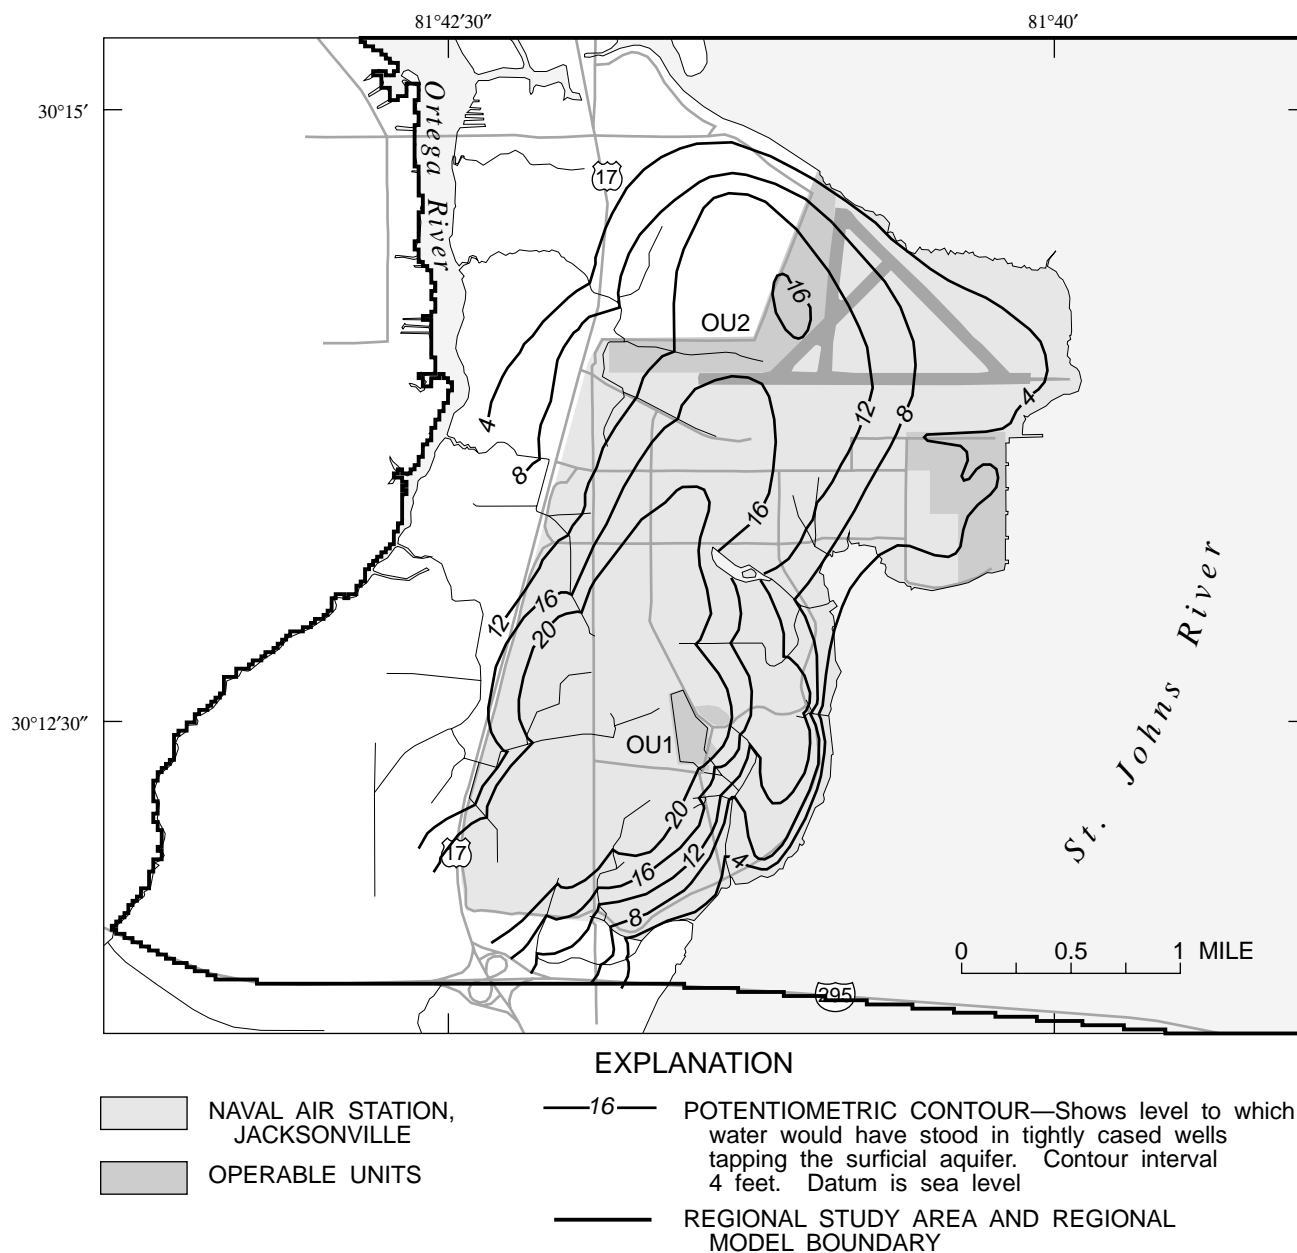 81°42′30″
81°40′
30°15′
Ortega River
17
16
OU2
4
12
8
4
8
16
16
12
20
30°12′30″
OU1
St. Johns River
20
17
16
12
4
8
0 0.5 1 MILE
295
EXPLANATION
NAVAL AIR STATION,
JACKSONVILLE
OPERABLE UNITS
16
POTENTIOMETRIC CONTOUR—Shows level to which
water would have stood in tightly cased wells
tapping the surficial aquifer. Contour interval
4 feet. Datum is sea level
REGIONAL STUDY AREA AND REGIONAL
MODEL BOUNDARY